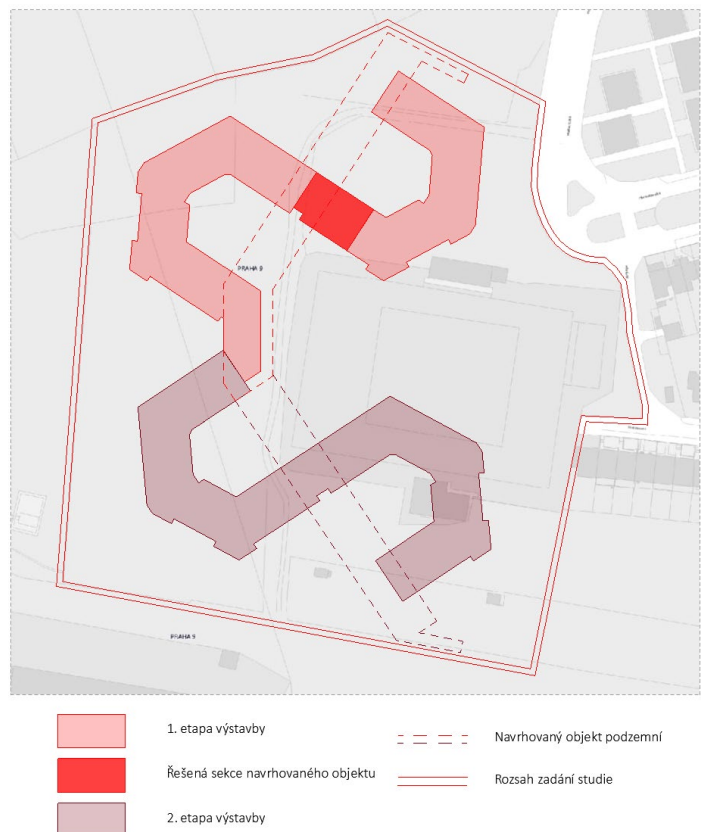 PRAHA 9
PRAHA 9
1. etapa výstavby
Řešená sekce navrhovaného objektu
2. etapa výstavby
Navrhovaný objekt podzemní
Rozsah zadání studie